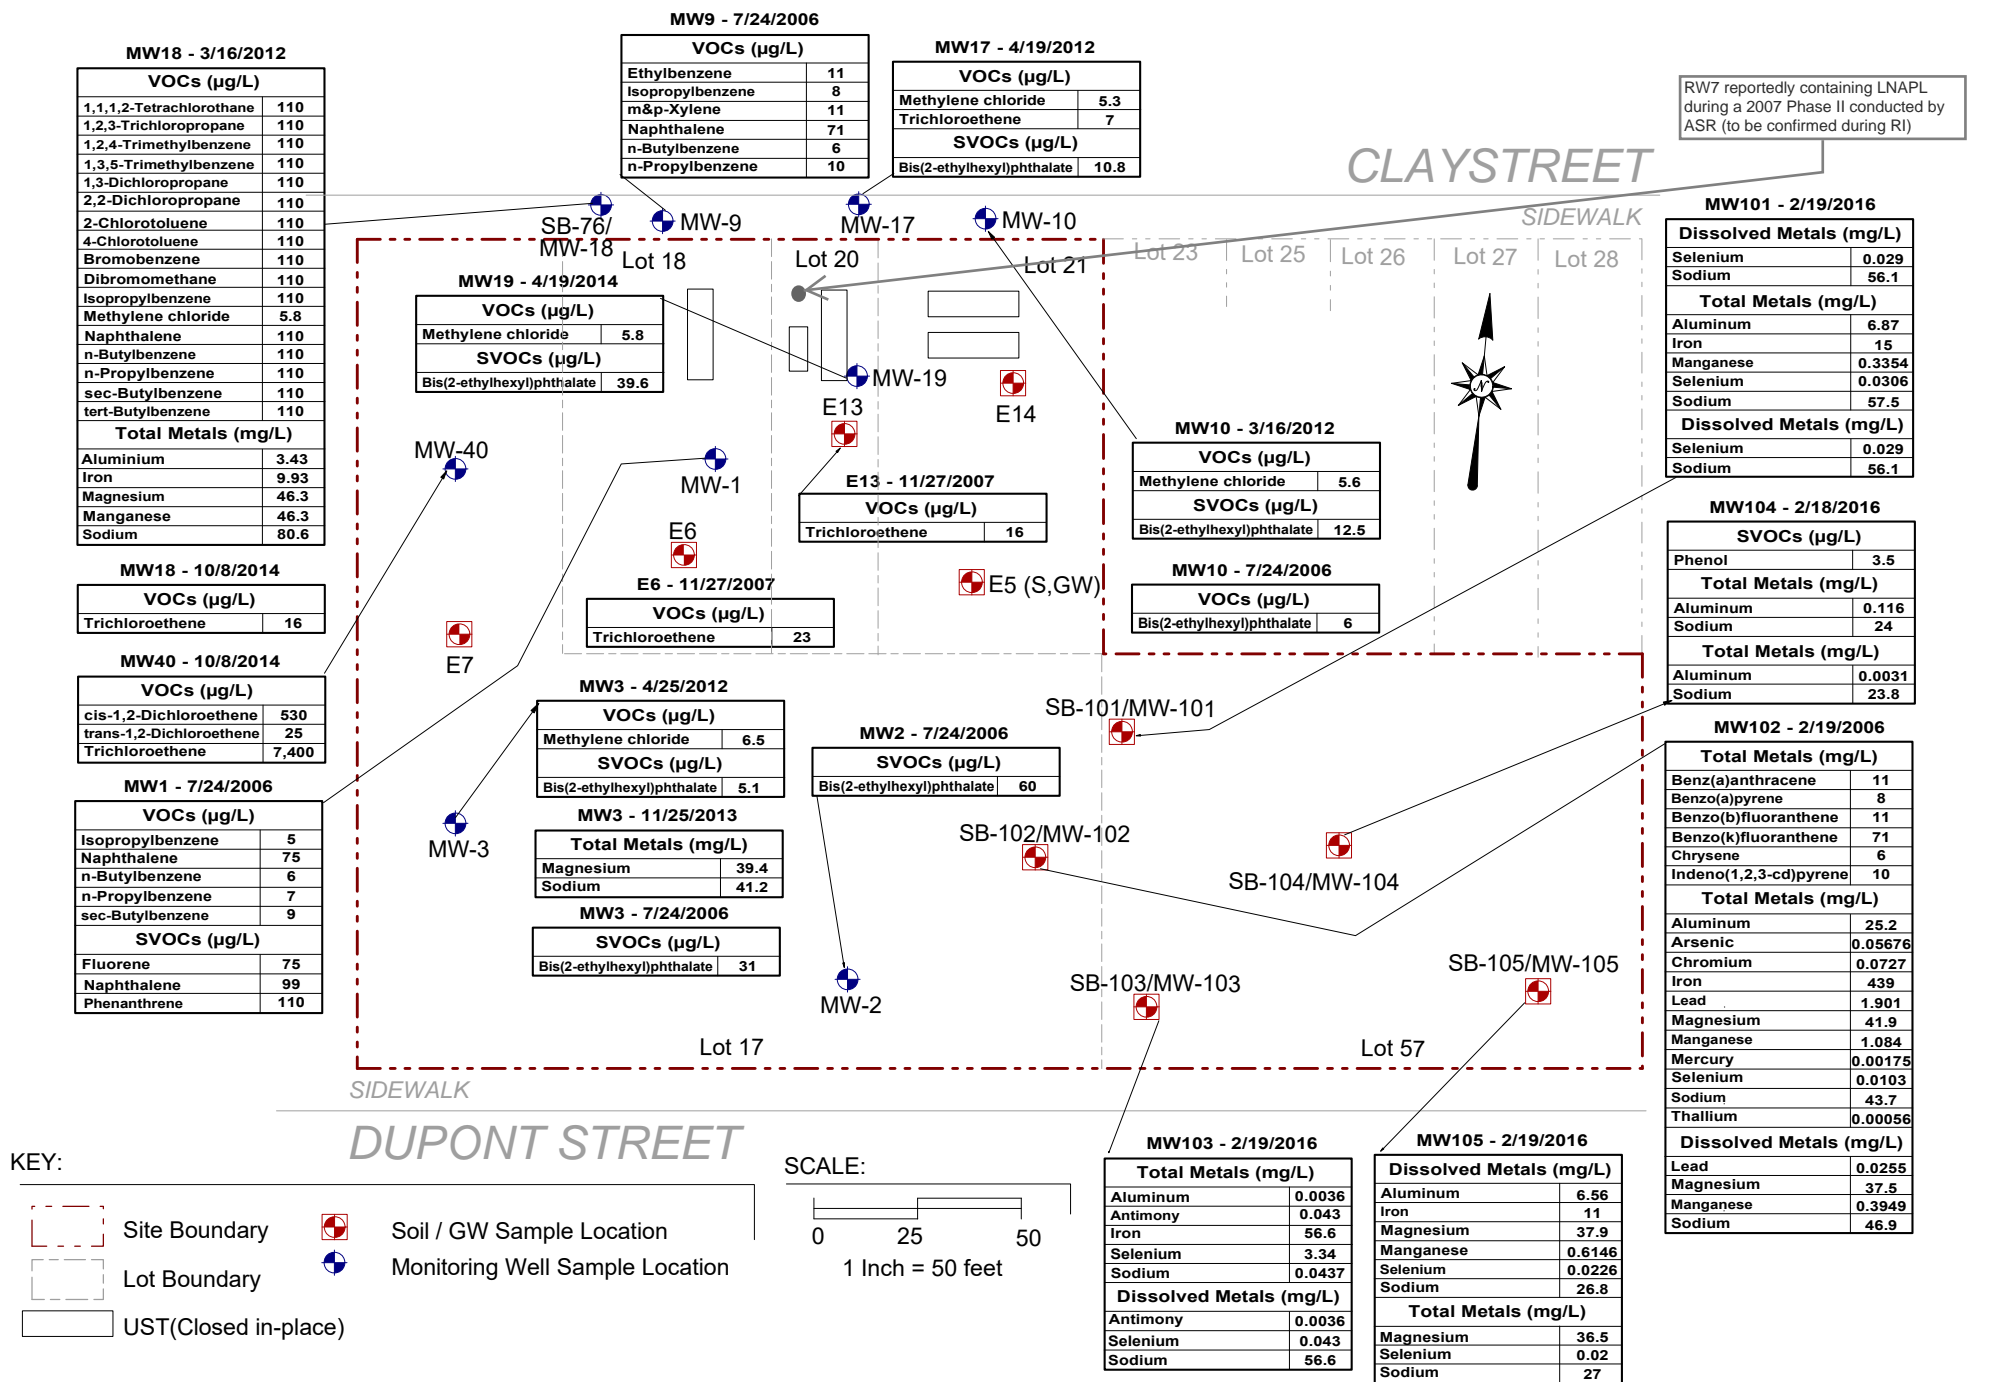 MW18 - 3/16/2012
VOCs (µg/L)
1,1,1,2-Tetrachlorothane 110
1,2,3-Trichloropropane 110
1,2,4-Trimethylbenzene 110
1,3,5-Trimethylbenzene 110
1,3-Dichloropropane 110
2,2-Dichloropropane 110
2-Chlorotoluene 110
4-Chlorotoluene 110
Bromobenzene 110
Dibromomethane 110
Isopropylbenzene 110
Methylene chloride 5.8
Naphthalene 110
n-Butylbenzene 110
n-Propylbenzene 110
sec-Butylbenzene 110
tert-Butylbenzene 110
Total Metals (mg/L)
Aluminium 3.43
Iron 9.93
Magnesium 46.3
Manganese 46.3
Sodium 80.6
MW18 - 10/8/2014
VOCs (µg/L)
Trichloroethene 16
MW40 - 10/8/2014
VOCs (µg/L)
cis-1,2-Dichloroethene 530
trans-1,2-Dichloroethene 25
Trichloroethene 7,400
MW1 - 7/24/2006
VOCs (µg/L)
Isopropylbenzene 5
Naphthalene 75
n-Butylbenzene 6
n-Propylbenzene 7
sec-Butylbenzene 9
SVOCs (µg/L)
Fluorene 75
Naphthalene 99
Phenanthrene 110
MW9 - 7/24/2006
VOCs (µg/L)
Ethylbenzene 11
Isopropylbenzene 8
m&p-Xylene 11
Naphthalene 71
n-Butylbenzene 6
n-Propylbenzene 10
MW17 - 4/19/2012
VOCs (µg/L)
Methylene chloride 5.3
Trichloroethene 7
SVOCs (µg/L)
Bis(2-ethylhexyl)phthalate 10.8
RW7 reportedly containing LNAPL
during a 2007 Phase II conducted by
ASR (to be confirmed during RI)
CLAYSTREET
SIDEWALK
SB-76/
MW-18
MW-9
MW-17
MW-10
Lot 18
Lot 20
Lot 21
Lot 23
Lot 25
Lot 26
Lot 27
Lot 28
MW19 - 4/19/2014
VOCs (µg/L)
Methylene chloride 5.8
SVOCs (µg/L)
Bis(2-ethylhexyl)phthalate 39.6
MW-19
E13
E14
N
MW-40
MW-1
E6
E13 - 11/27/2007
VOCs (µg/L)
Trichloroethene 16
MW10 - 3/16/2012
VOCs (µg/L)
Methylene chloride 5.6
SVOCs (µg/L)
Bis(2-ethylhexyl)phthalate 12.5
MW10 - 7/24/2006
VOCs (µg/L)
Bis(2-ethylhexyl)phthalate 6
E5 (S,GW)
E6 - 11/27/2007
VOCs (µg/L)
Trichloroethene 23
E7
MW3 - 4/25/2012
VOCs (µg/L)
Methylene chloride 6.5
SVOCs (µg/L)
Bis(2-ethylhexyl)phthalate 5.1
MW3 - 11/25/2013
Total Metals (mg/L)
Magnesium 39.4
Sodium 41.2
MW3 - 7/24/2006
SVOCs (µg/L)
Bis(2-ethylhexyl)phthalate 31
MW-3
MW2 - 7/24/2006
SVOCs (µg/L)
Bis(2-ethylhexyl)phthalate 60
MW-2
SB-101/MW-101
SB-102/MW-102
SB-104/MW-104
SB-103/MW-103
SB-105/MW-105
Lot 17
Lot 57
MW101 - 2/19/2016
Dissolved Metals (mg/L)
Selenium 0.029
Sodium 56.1
Total Metals (mg/L)
Aluminum 6.87
Iron 15
Manganese 0.3354
Selenium 0.0306
Sodium 57.5
Dissolved Metals (mg/L)
Selenium 0.029
Sodium 56.1
MW104 - 2/18/2016
SVOCs (µg/L)
Phenol 3.5
Total Metals (mg/L)
Aluminum 0.116
Sodium 24
Total Metals (mg/L)
Aluminum 0.0031
Sodium 23.8
MW102 - 2/19/2006
Total Metals (mg/L)
Benz(a)anthracene 11
Benzo(a)pyrene 8
Benzo(b)fluoranthene 11
Benzo(k)fluoranthene 71
Chrysene 6
Indeno(1,2,3-cd)pyrene 10
Total Metals (mg/L)
Aluminum 25.2
Arsenic 0.05676
Chromium 0.0727
Iron 439
Lead 1.901
Magnesium 41.9
Manganese 1.084
Mercury 0.00175
Selenium 0.0103
Sodium 43.7
Thallium 0.00056
Dissolved Metals (mg/L)
Lead 0.0255
Magnesium 37.5
Manganese 0.3949
Sodium 46.9
SIDEWALK
DUPONT STREET
MW103 - 2/19/2016
Total Metals (mg/L)
Aluminum 0.0036
Antimony 0.043
Iron 56.6
Selenium 3.34
Sodium 0.0437
Dissolved Metals (mg/L)
Antimony 0.0036
Selenium 0.043
Sodium 56.6
MW105 - 2/19/2016
Dissolved Metals (mg/L)
Aluminum 6.56
Iron 11
Magnesium 37.9
Manganese 0.6146
Selenium 0.0226
Sodium 26.8
Total Metals (mg/L)
Magnesium 36.5
Selenium 0.02
Sodium 27
KEY:
Site Boundary
Lot Boundary
UST(Closed in-place)
Soil / GW Sample Location
Monitoring Well Sample Location
SCALE:
0 25 50
1 Inch = 50 feet